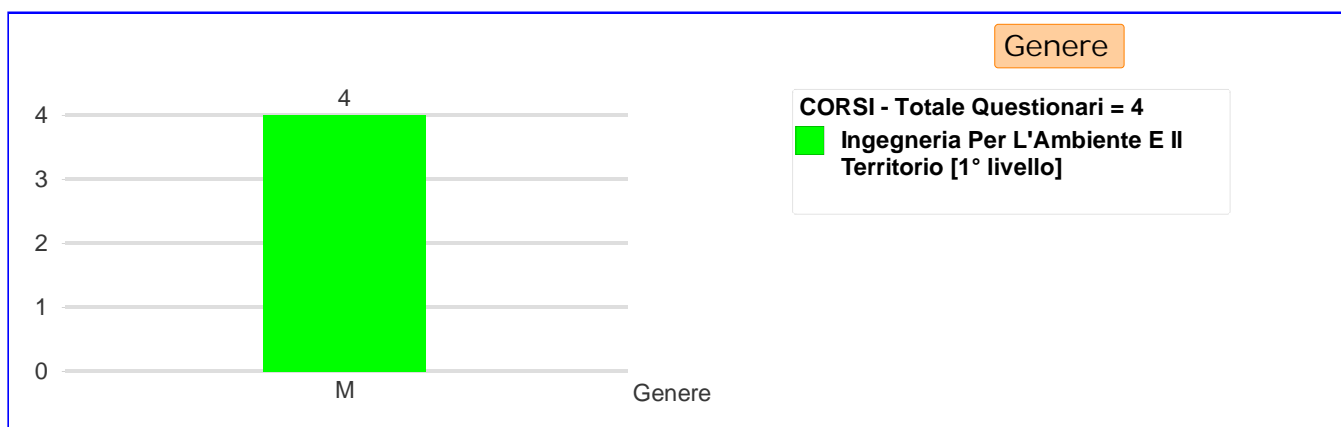 Genere
CORSI - Totale Questionari = 4
Ingegneria Per L'Ambiente E Il
Territorio [1° livello]
4
4
3
2
1
0
M
Genere